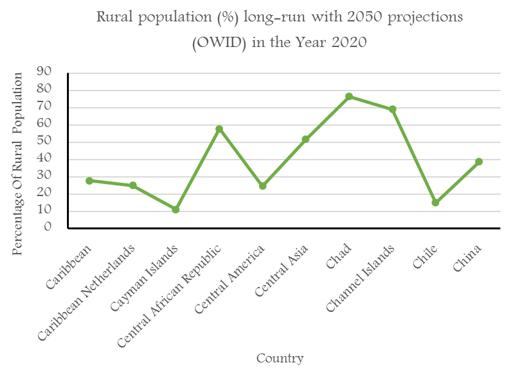 Rural population (%) long-run with 2050 projections
(OWID) in the Year 2020
Percentage Of Rural Population
90
80
70
60
50
40
30
20
10
0
Caribbean
Caribbean Netherlands
Cayman Islands
Central African Republic
Central America
Central Asia
Chad
Channel Islands
Chile
China
Country